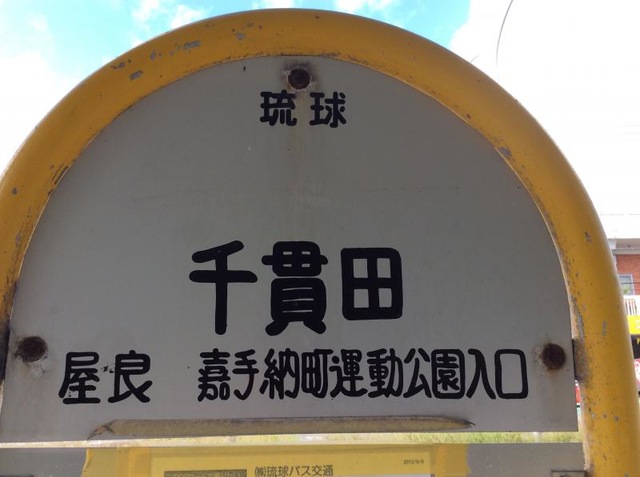 琉球
千貫田
屋良 嘉手納町運動公園入口
㈱琉球バス交通